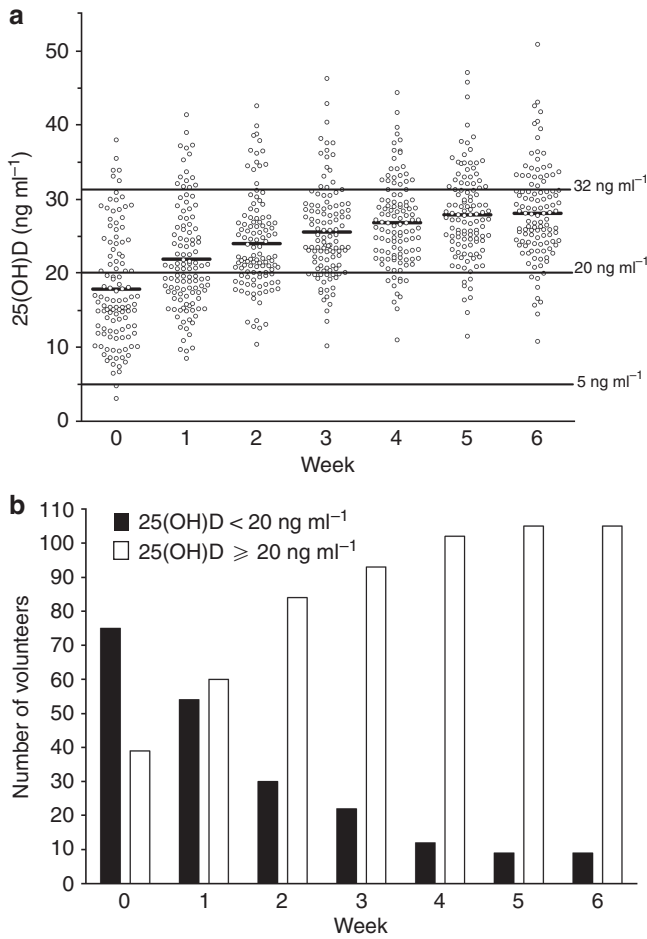 a
50
40
30
20
10
0
25(OH)D (ng ml⁻¹)
32 ng ml⁻¹
20 ng ml⁻¹
5 ng ml⁻¹
0 1 2 3 4 5 6
Week
b
25(OH)D < 20 ng ml⁻¹
25(OH)D ⩾ 20 ng ml⁻¹
110
100
90
80
70
60
50
40
30
20
10
0
Number of volunteers
0 1 2 3 4 5 6
Week